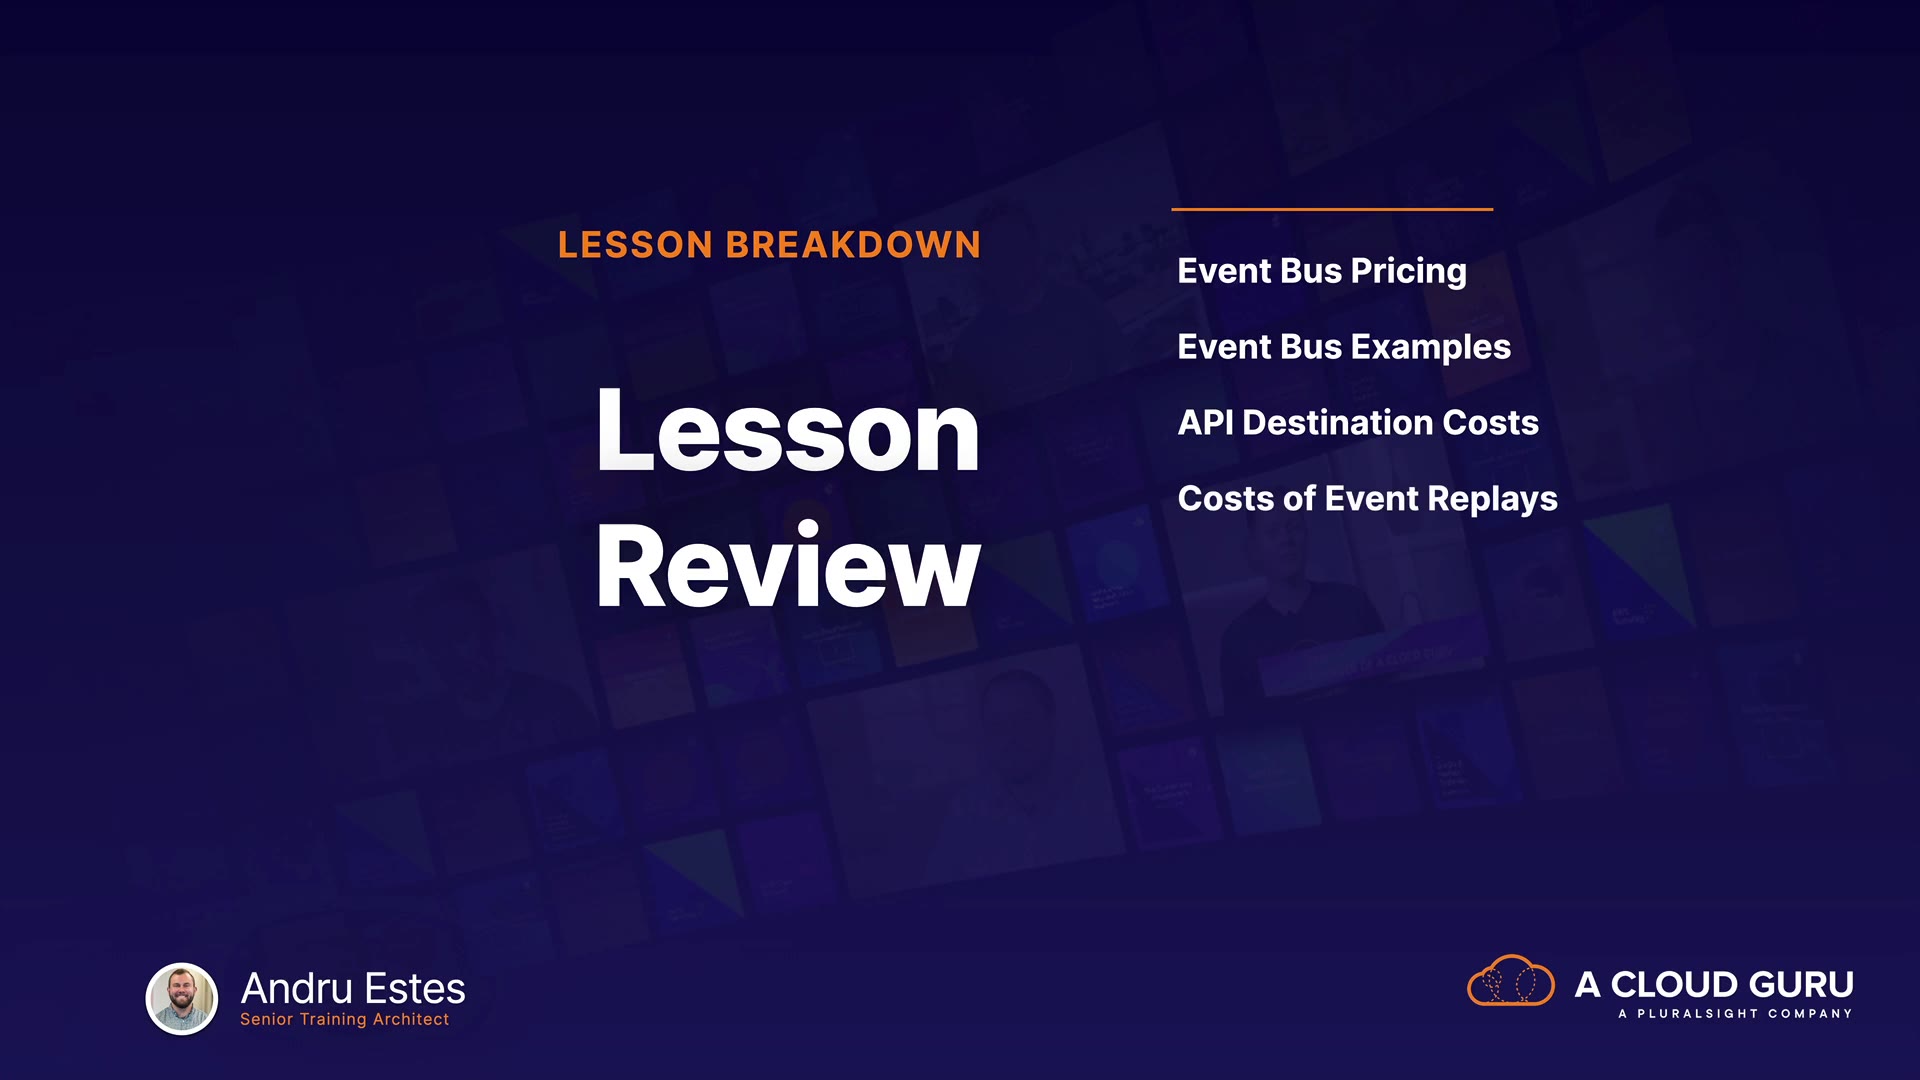 LESSON BREAKDOWN
Lesson
Review
Event Bus Pricing
Event Bus Examples
API Destination Costs
Costs of Event Replays
Andru Estes
Senior Training Architect
A CLOUD GURU
A PLURALSIGHT COMPANY